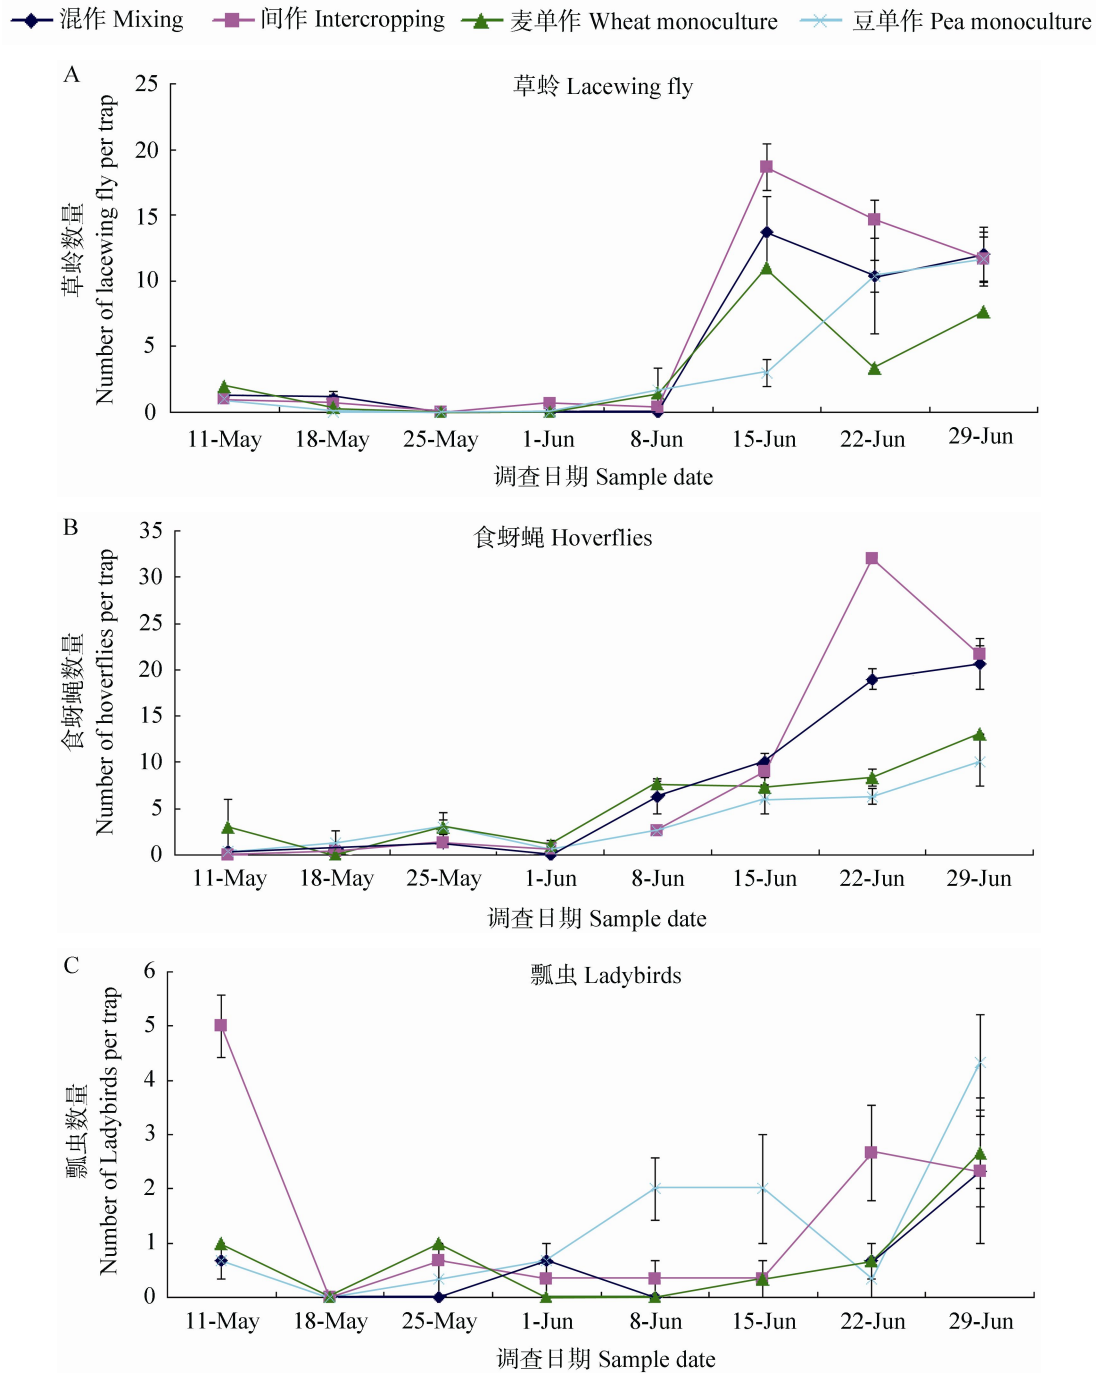 混作 Mixing 间作 Intercropping 麦单作 Wheat monoculture 豆单作 Pea monoculture
A
草蛉 Lacewing fly
草蛉数量
Number of lacewing fly per trap
25
20
15
10
5
0
11-May 18-May 25-May 1-Jun 8-Jun 15-Jun 22-Jun 29-Jun
调查日期 Sample date
B
食蚜蝇 Hoverflies
食蚜蝇数量
Number of hoverflies per trap
35
30
25
20
15
10
5
0
11-May 18-May 25-May 1-Jun 8-Jun 15-Jun 22-Jun 29-Jun
调查日期 Sample date
C
瓢虫 Ladybirds
瓢虫数量
Number of Ladybirds per trap
6
5
4
3
2
1
0
11-May 18-May 25-May 1-Jun 8-Jun 15-Jun 22-Jun 29-Jun
调查日期 Sample date